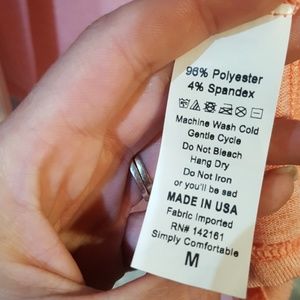 96% Polyester
4% Spandex
Machine Wash Cold
Gentle Cycle
Do Not Bleach
Hang Dry
Do Not Iron
or you'll be sad
MADE IN USA
Fabric Imported
RN# 142161
Simply Comfortable
M